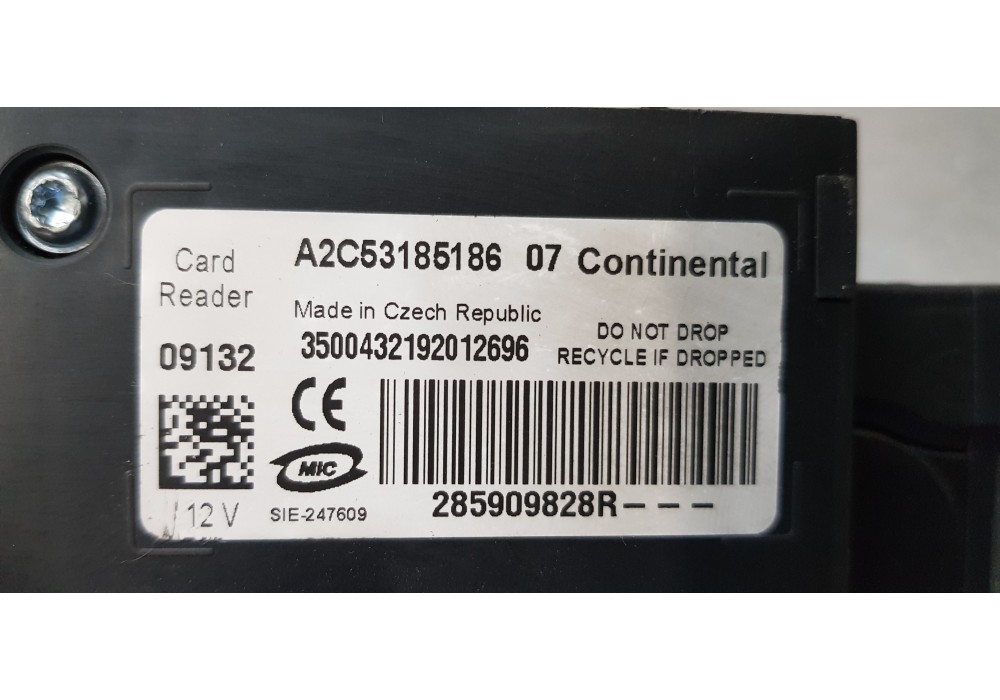 Card
Reader
A2C53185186 07 Continental
Made in Czech Republic
09132
3500432192012696
DO NOT DROP
RECYCLE IF DROPPED
CE
MIC
12 V
SIE-247609
285909828R---